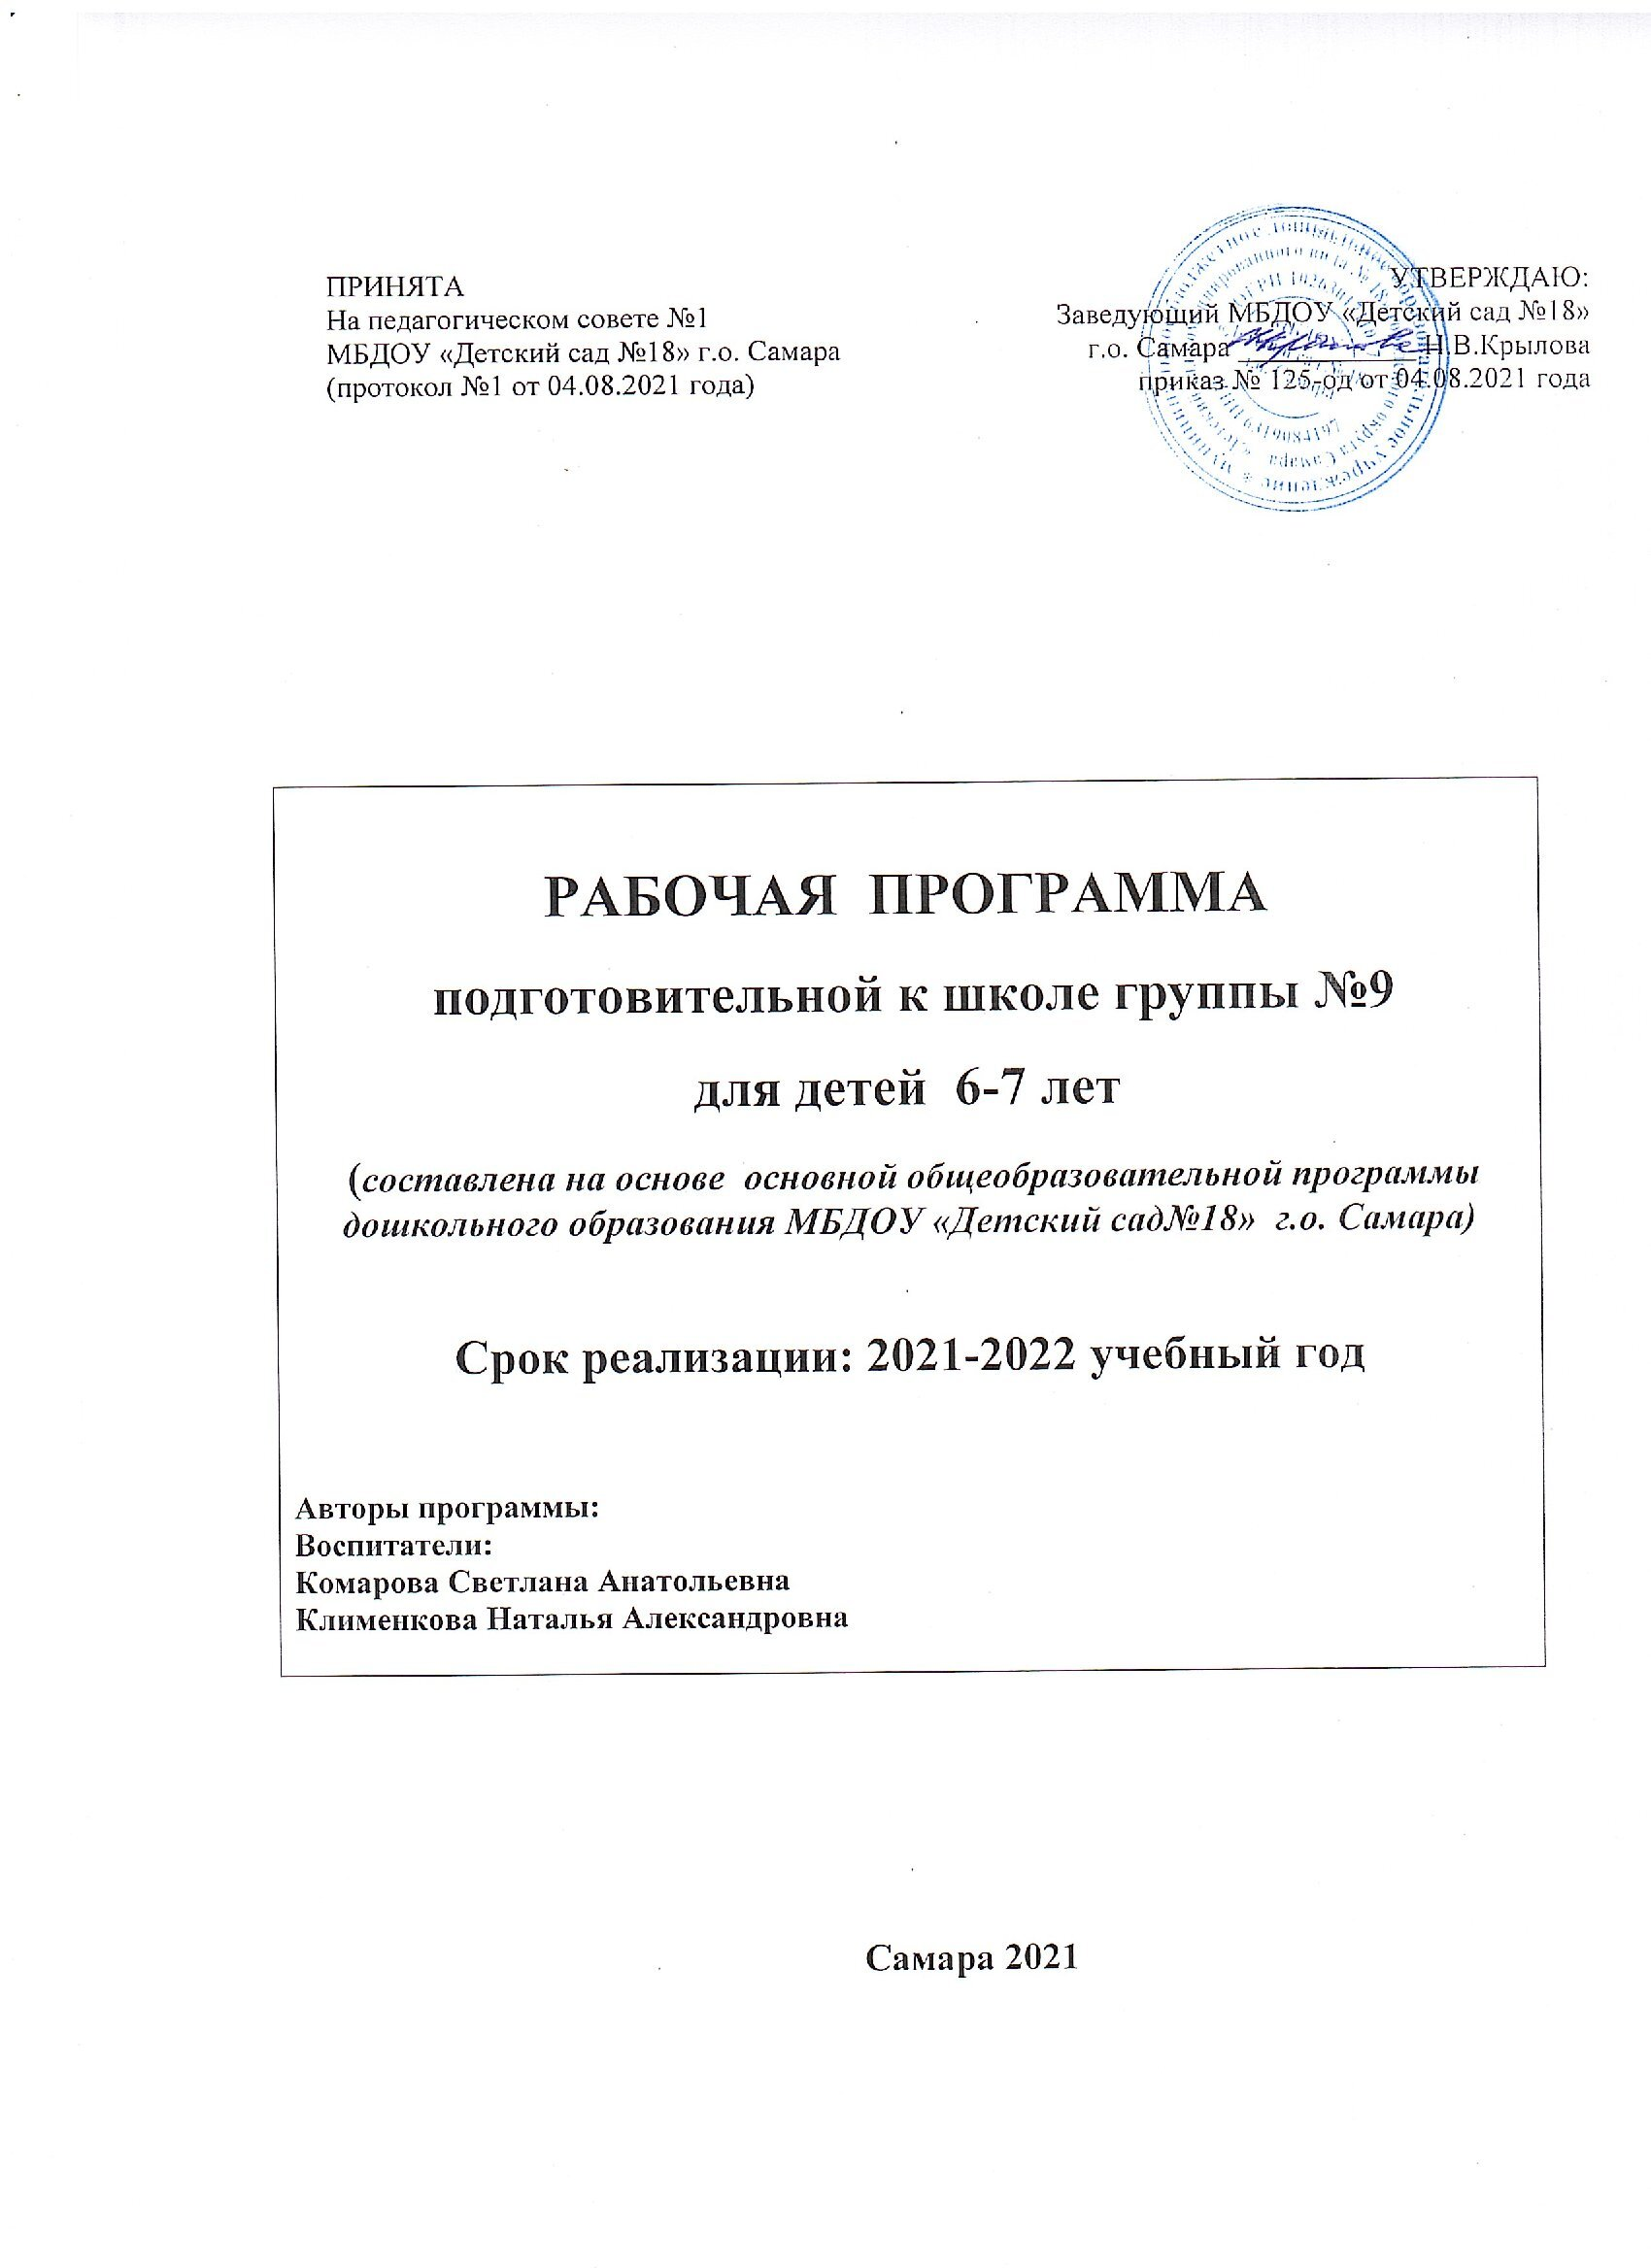 ПРИНЯТА
На педагогическом совете №1
МБДОУ «Детский сад №18» г.о. Самара
(протокол №1 от 04.08.2021 года)
УТВЕРЖДАЮ:
Заведующий МБДОУ «Детский сад №18»
г.о. Самара ____________ Н.В.Крылова
приказ № 125-од от 04.08.2021 года
РАБОЧАЯ ПРОГРАММА
подготовительной к школе группы №9
для детей 6-7 лет
(составлена на основе основной общеобразовательной программы
дошкольного образования МБДОУ «Детский сад№18» г.о. Самара)
Срок реализации: 2021-2022 учебный год
Авторы программы:
Воспитатели:
Комарова Светлана Анатольевна
Клименкова Наталья Александровна
Самара 2021